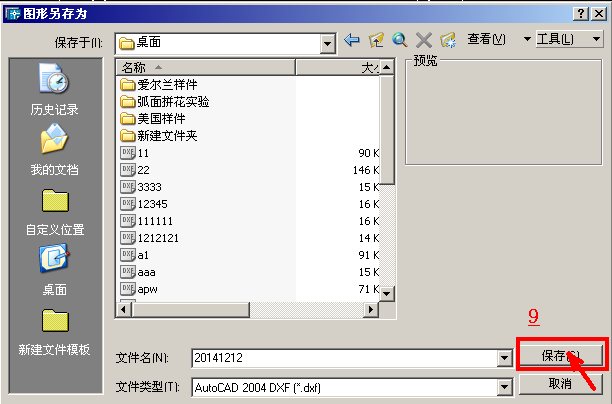 图形另存为
保存于(I): 桌面 查看(V) 工具(L)
名称 大小 预览
爱尔兰样件
弧面拼花实验
美国样件
新建文件夹
11 90 K
22 146 K
3333 15 K
12345 16 K
111111 16 K
1212121 14 K
a1 91 K
aaa 15 K
apw 71 K
历史记录
我的文档
自定义位置
桌面
新建文件模板
9
文件名(N): 20141212 保存(S)
文件类型(T): AutoCAD 2004 DXF (*.dxf) 取消